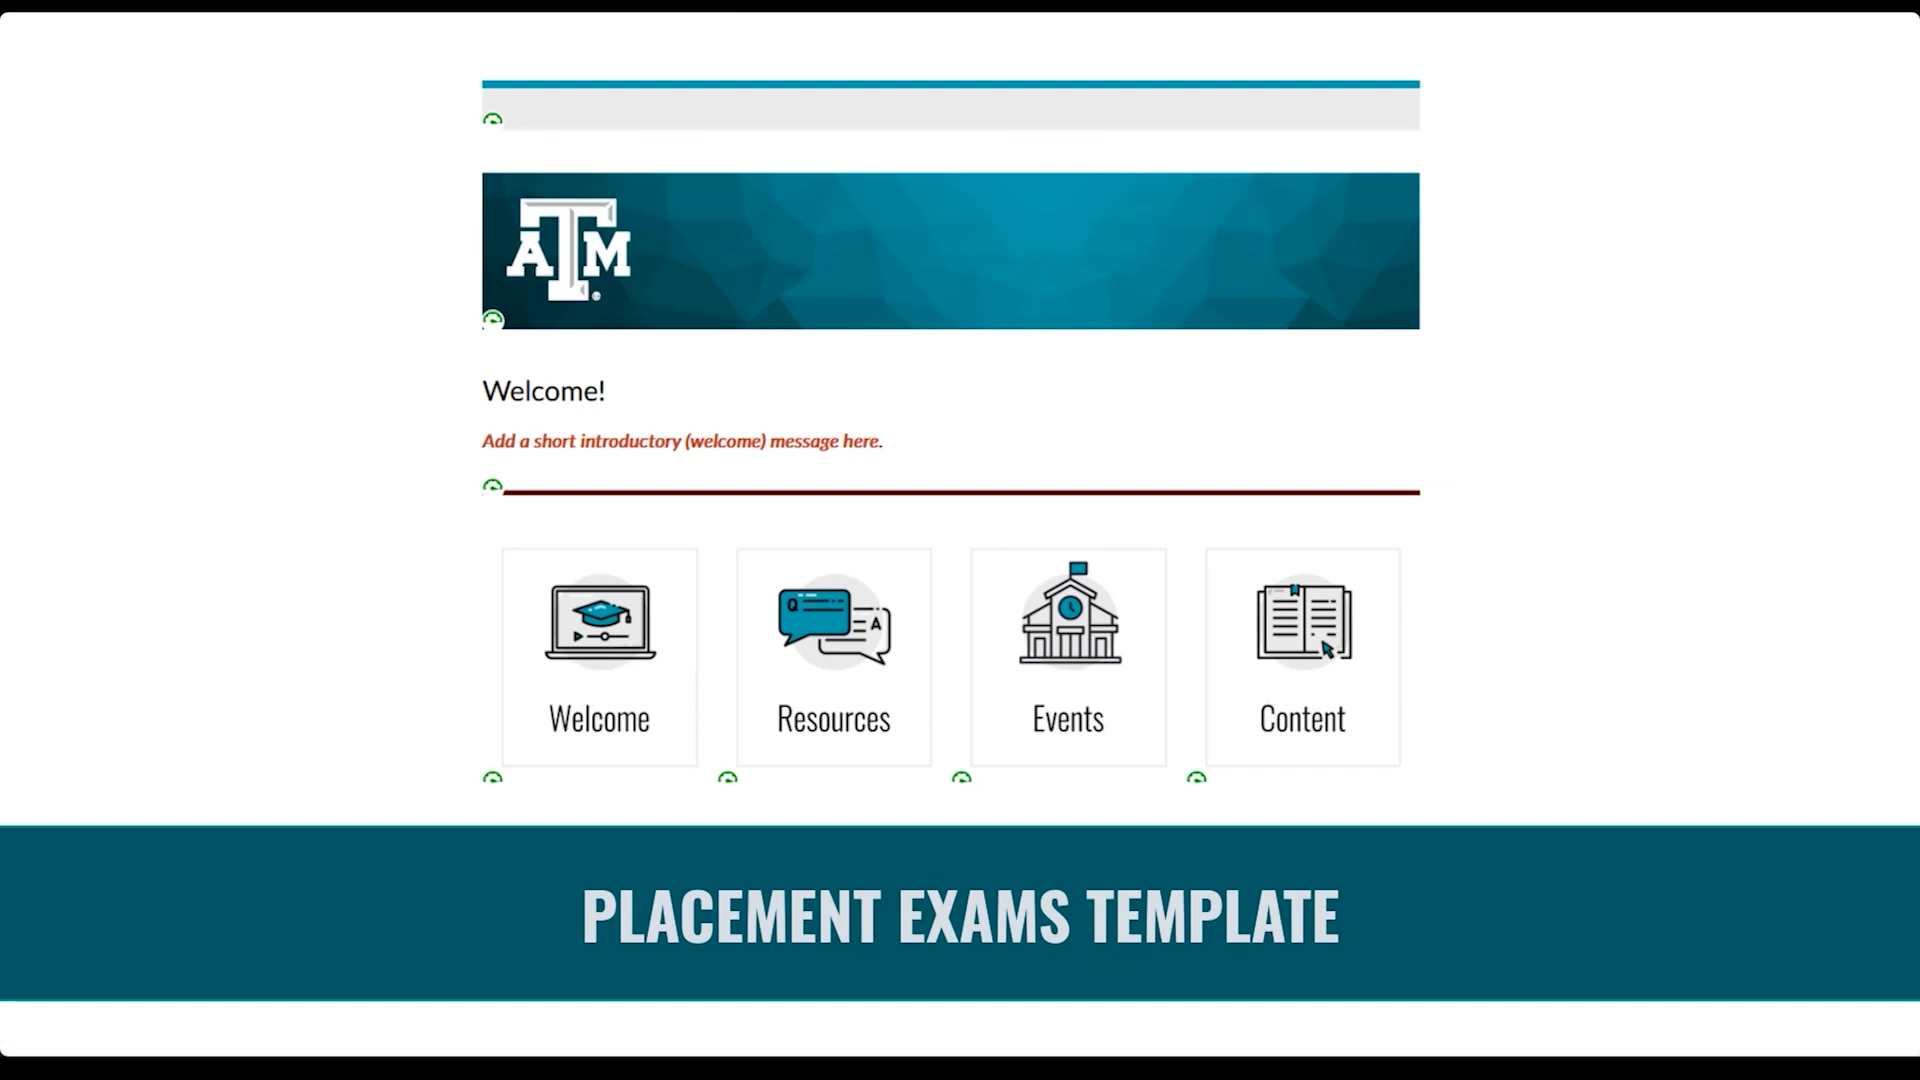 ATM
®
Welcome!
Add a short introductory (welcome) message here.
Q
A
Welcome
Resources
Events
Content
PLACEMENT EXAMS TEMPLATE